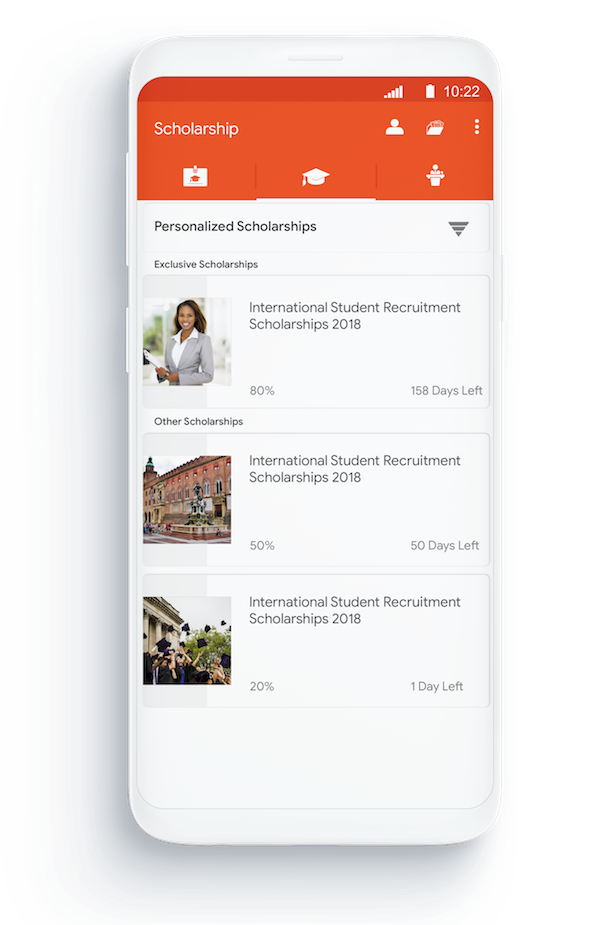 10:22
Scholarship
Personalized Scholarships
Exclusive Scholarships
International Student Recruitment
Scholarships 2018
80% 158 Days Left
Other Scholarships
International Student Recruitment
Scholarships 2018
50% 50 Days Left
International Student Recruitment
Scholarships 2018
20% 1 Day Left